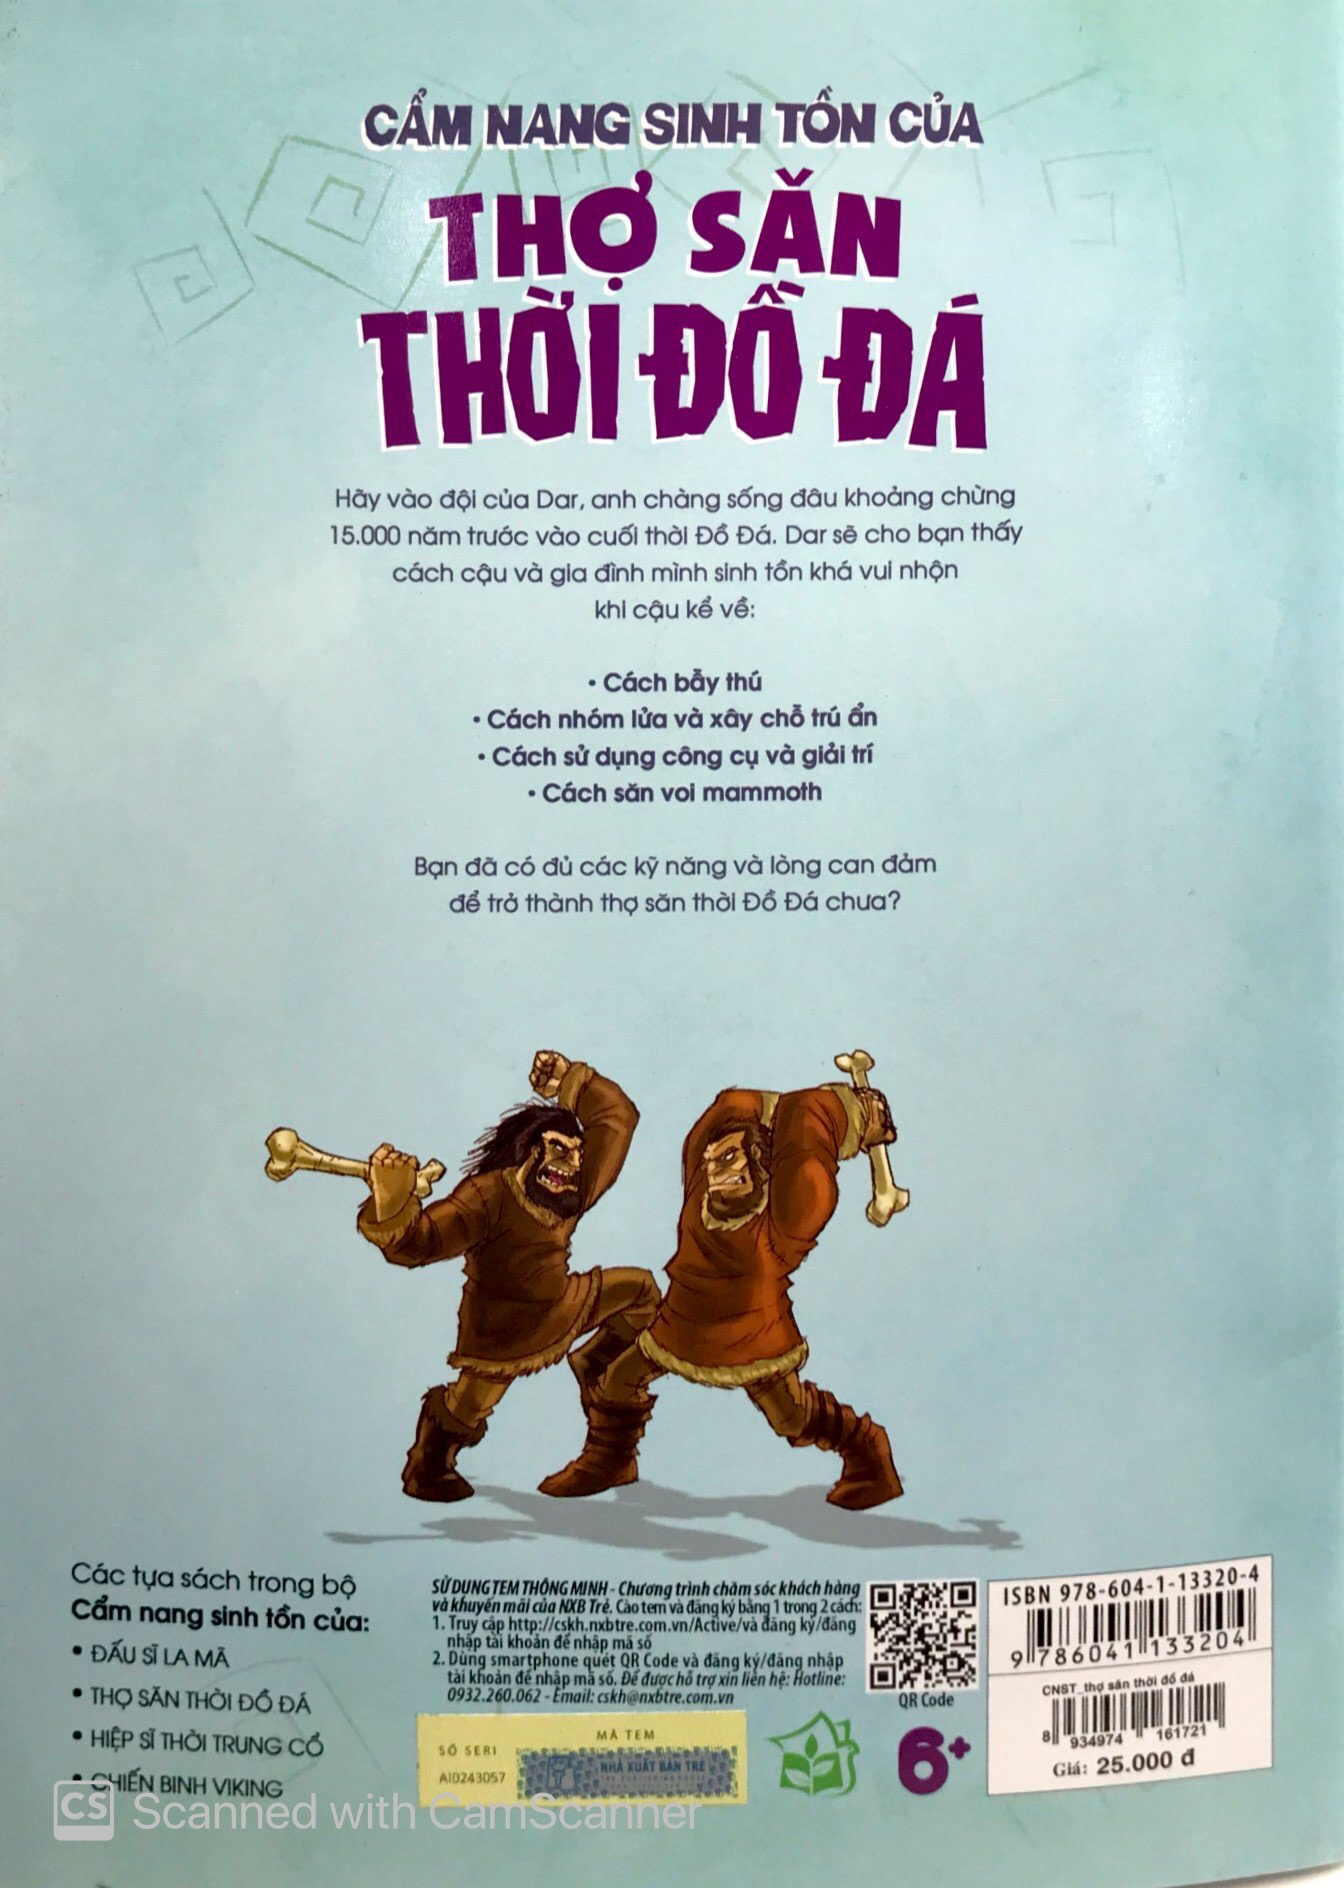 CẨM NANG SINH TỒN CỦA
THỢ SĂN
THỜI ĐỒ ĐÁ
Hãy vào đội của Dar, anh chàng sống đâu khoảng chừng
15.000 năm trước vào cuối thời Đồ Đá. Dar sẽ cho bạn thấy
cách cậu và gia đình mình sinh tồn khá vui nhộn
khi cậu kể về:
• Cách bẫy thú
• Cách nhóm lửa và xây chỗ trú ẩn
• Cách sử dụng công cụ và giải trí
• Cách săn voi mammoth
Bạn đã có đủ các kỹ năng và lòng can đảm
để trở thành thợ săn thời Đồ Đá chưa?
Các tựa sách trong bộ
Cẩm nang sinh tồn của:
• ĐẤU SĨ LA MÃ
• THỢ SĂN THỜI ĐỒ ĐÁ
• HIỆP SĨ THỜI TRUNG CỔ
• CHIẾN BINH VIKING
SỬ DỤNG TEM THÔNG MINH - Chương trình chăm sóc khách hàng
và khuyến mãi của NXB Trẻ. Cào tem và đăng ký bằng 1 trong 2 cách:
1. Truy cập http://cskh.nxbtre.com.vn/Active/và đăng ký/đăng
nhập tài khoản để nhập mã số
2. Dùng smartphone quét QR Code và đăng ký/đăng nhập
tài khoản để nhập mã số. Để được hỗ trợ xin liên hệ: Hotline:
0932.260.062 - Email: cskh@nxbtre.com.vn
QR Code
SỐ SERI
AI0243057
MÃ TEM
NHÀ XUẤT BẢN TRẺ
6+
ISBN 978-604-1-13320-4
9 786041 133204
CNST_thợ săn thời đồ đá
8 934974 161721
Giá: 25.000 đ
CS Scanned with CamScanner